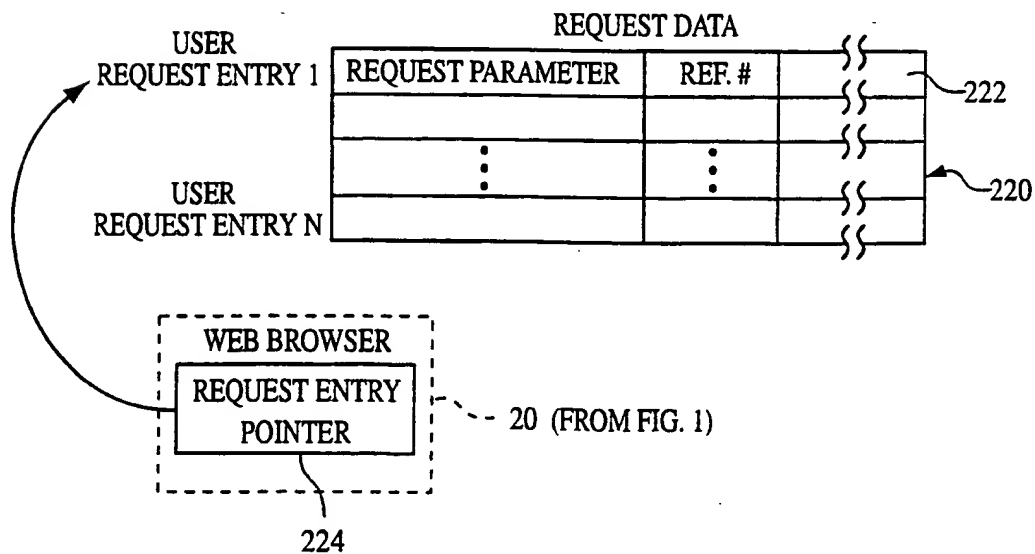 REQUEST DATA
USER
REQUEST ENTRY 1
REQUEST PARAMETER
REF. #
222
220
USER
REQUEST ENTRY N
WEB BROWSER
REQUEST ENTRY
POINTER
20 (FROM FIG. 1)
224